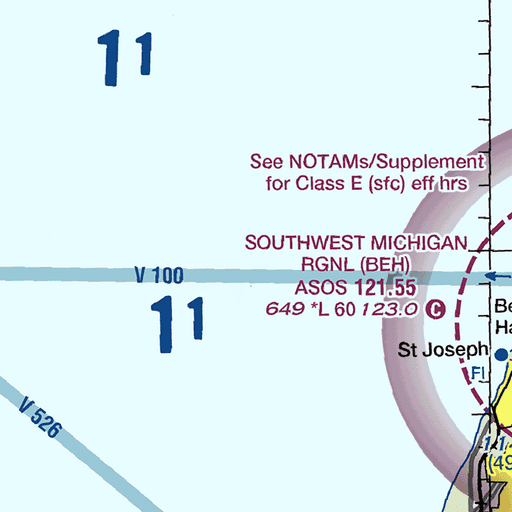 11
See NOTAMs/Supplement
for Class E (sfc) eff hrs
SOUTHWEST MICHIGAN
RGNL (BEH)
ASOS 121.55
649 *L 60 123.0 C
V 100
11
St Joseph
Fl
V 526